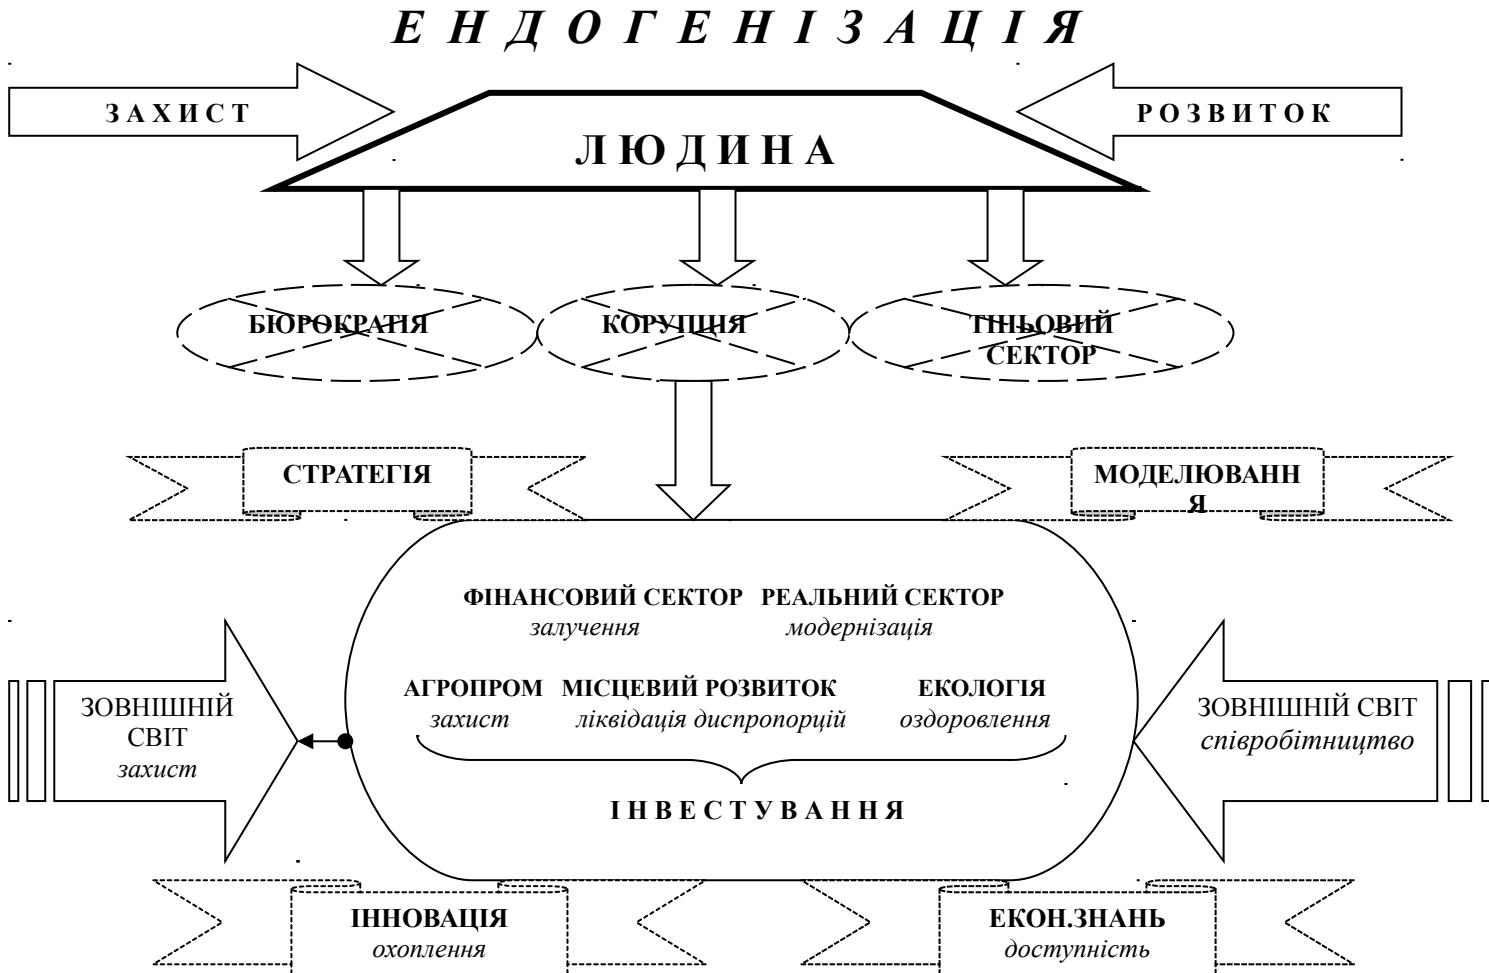 ЕНДОГЕНІЗАЦІЯ
ЗАХИСТ
РОЗВИТОК
ЛЮДИНА
БЮРОКРАТІЯ
КОРУПЦІЯ
ТІНЬОВИЙ
СЕКТОР
СТРАТЕГІЯ
МОДЕЛЮВАНН
Я
ФІНАНСОВИЙ СЕКТОР РЕАЛЬНИЙ СЕКТОР
залучення модернізація
АГРОПРОМ МІСЦЕВИЙ РОЗВИТОК ЕКОЛОГІЯ
захист ліквідація диспропорцій оздоровлення
ІНВЕСТУВАННЯ
ЗОВНІШНІЙ
СВІТ
захист
ЗОВНІШНІЙ СВІТ
співробітництво
ІННОВАЦІЯ
охоплення
ЕКОН.ЗНАНЬ
доступність